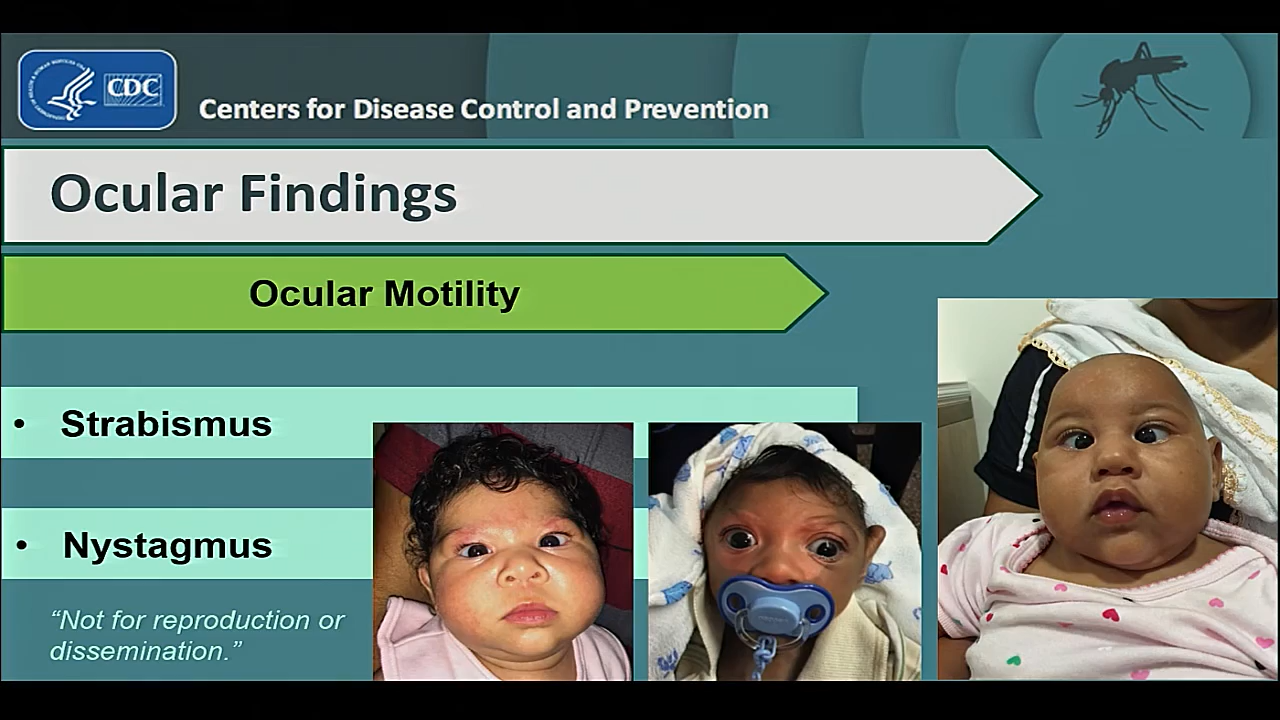 CDC
Centers for Disease Control and Prevention
Ocular Findings
Ocular Motility
• Strabismus
• Nystagmus
“Not for reproduction or
dissemination.”